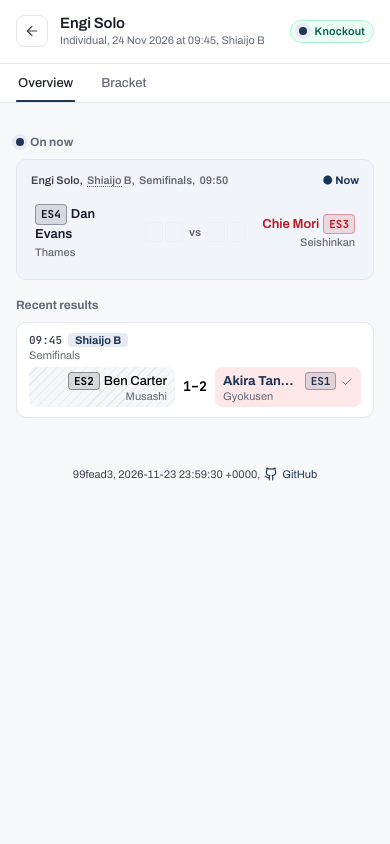 Engi Solo
Individual, 24 Nov 2026 at 09:45, Shiaijo B
Knockout
Overview
Bracket
On now
Engi Solo, Shiaijo B, Semifinals, 09:50
Now
ES4 Dan Evans
Thames
vs
Chie Mori ES3
Seishinkan
Recent results
09:45 Shiaijo B
Semifinals
ES2 Ben Carter
Musashi
1–2
Akira Tan... ES1
Gyokusen
99fead3, 2026-11-23 23:59:30 +0000, GitHub